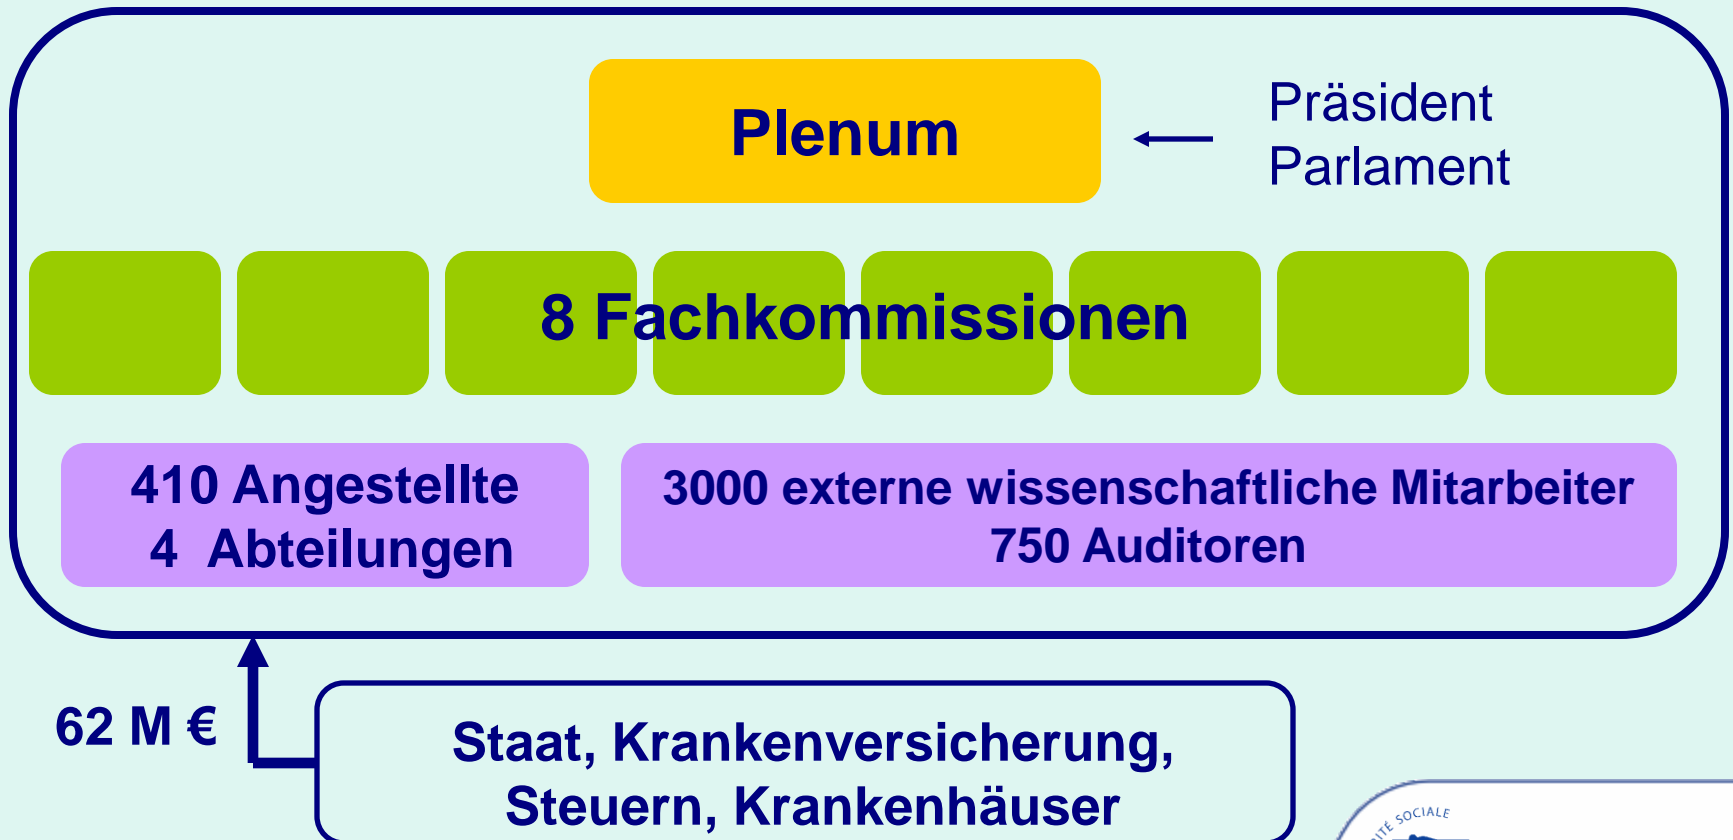 Plenum
Präsident
Parlament
8 Fachkommissionen
410 Angestellte
4 Abteilungen
3000 externe wissenschaftliche Mitarbeiter
750 Auditoren
62 M €
Staat, Krankenversicherung,
Steuern, Krankenhäuser
SOCIALE